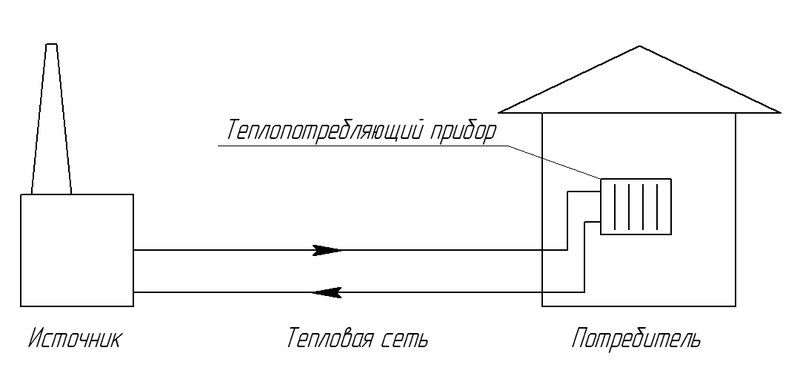 Теплопотребляющий прибор
Источник
Тепловая сеть
Потребитель